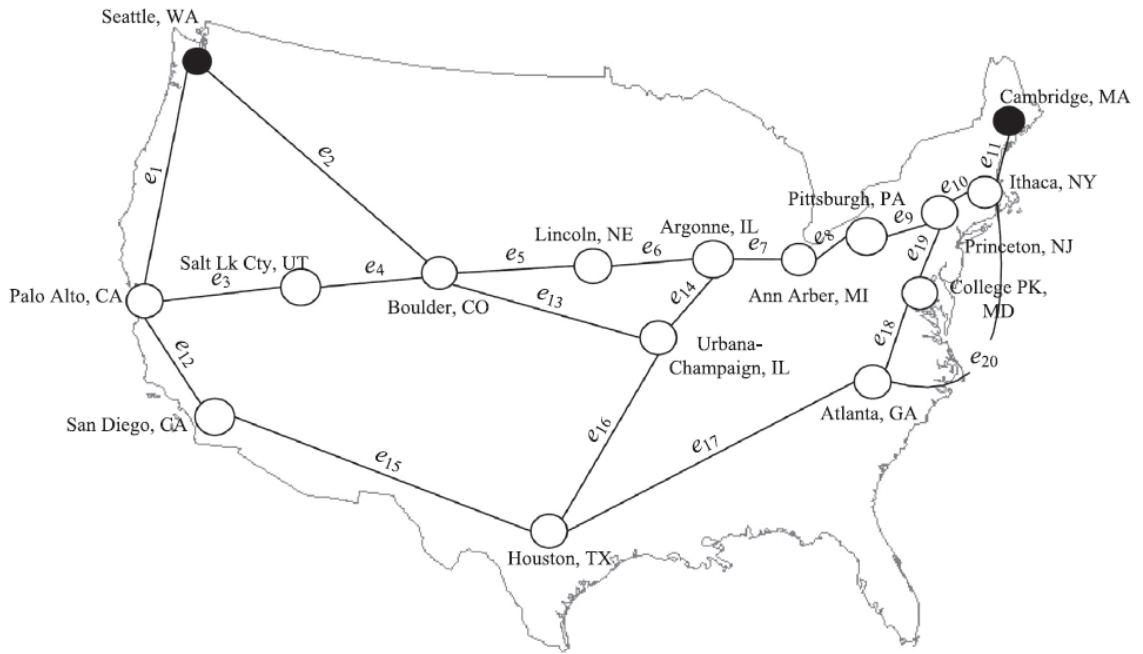 Seattle, WA
Cambridge, MA
e11
e2
e1
Pittsburgh, PA
e10
Ithaca, NY
e9
Argonne, IL
e8
Lincoln, NE
e7
e19
Princeton, NJ
e6
e5
Salt Lk Cty, UT
e4
e3
Palo Alto, CA
Boulder, CO
e13
e14
Ann Arber, MI
College PK,
MD
e18
Urbana-
Champaign, IL
e12
e20
Atlanta, GA
San Diego, CA
e16
e17
e15
Houston, TX